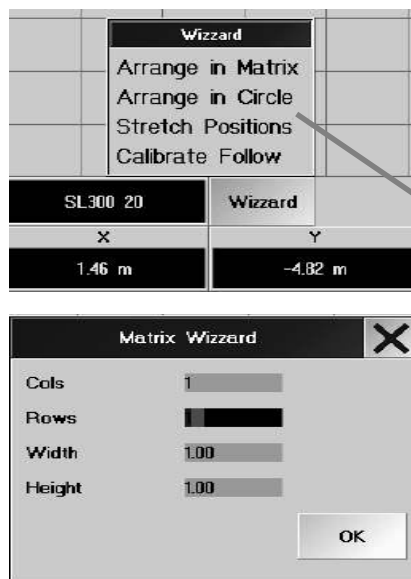 Wizzard
Arrange in Matrix
Arrange in Circle
Stretch Positions
Calibrate Follow
SL300 20 Wizzard
X Y
1.46 m -4.82 m
Matrix Wizzard
Cols 1
Rows
Width 1.00
Height 1.00
OK